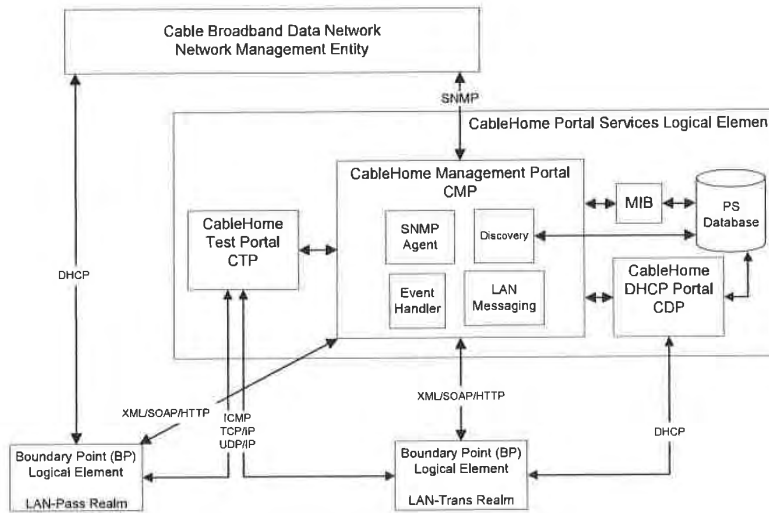 Cable Broadband Data Network
Network Management Entity
SNMP
CableHome Portal Services Logical Elemen
CableHome Management Portal
CMP
MIB
PS
Database
CableHome
Test Portal
CTP
SNMP
Agent
Discovery
DHCP
CableHome
DHCP Portal
CDP
Event
Handler
LAN
Messaging
XML/SOAP/HTTP
ICMP
TCP/IP
UDP/IP
XML/SOAP/HTTP
DHCP
Boundary Point (BP)
Logical Element
LAN-Pass Realm
Boundary Point (BP)
Logical Element
LAN-Trans Realm